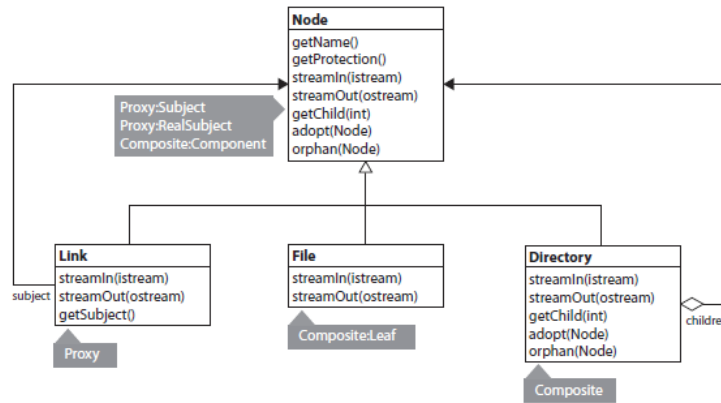 Node
getName()
getProtection()
streamIn(istream)
streamOut(ostream)
getChild(int)
adopt(Node)
orphan(Node)
Proxy:Subject
Proxy:RealSubject
Composite:Component
Link
streamIn(istream)
streamOut(ostream)
getSubject()
subject
Proxy
File
streamIn(istream)
streamOut(ostream)
Composite:Leaf
Directory
streamIn(istream)
streamOut(ostream)
getChild(int)
adopt(Node)
orphan(Node)
childre
Composite